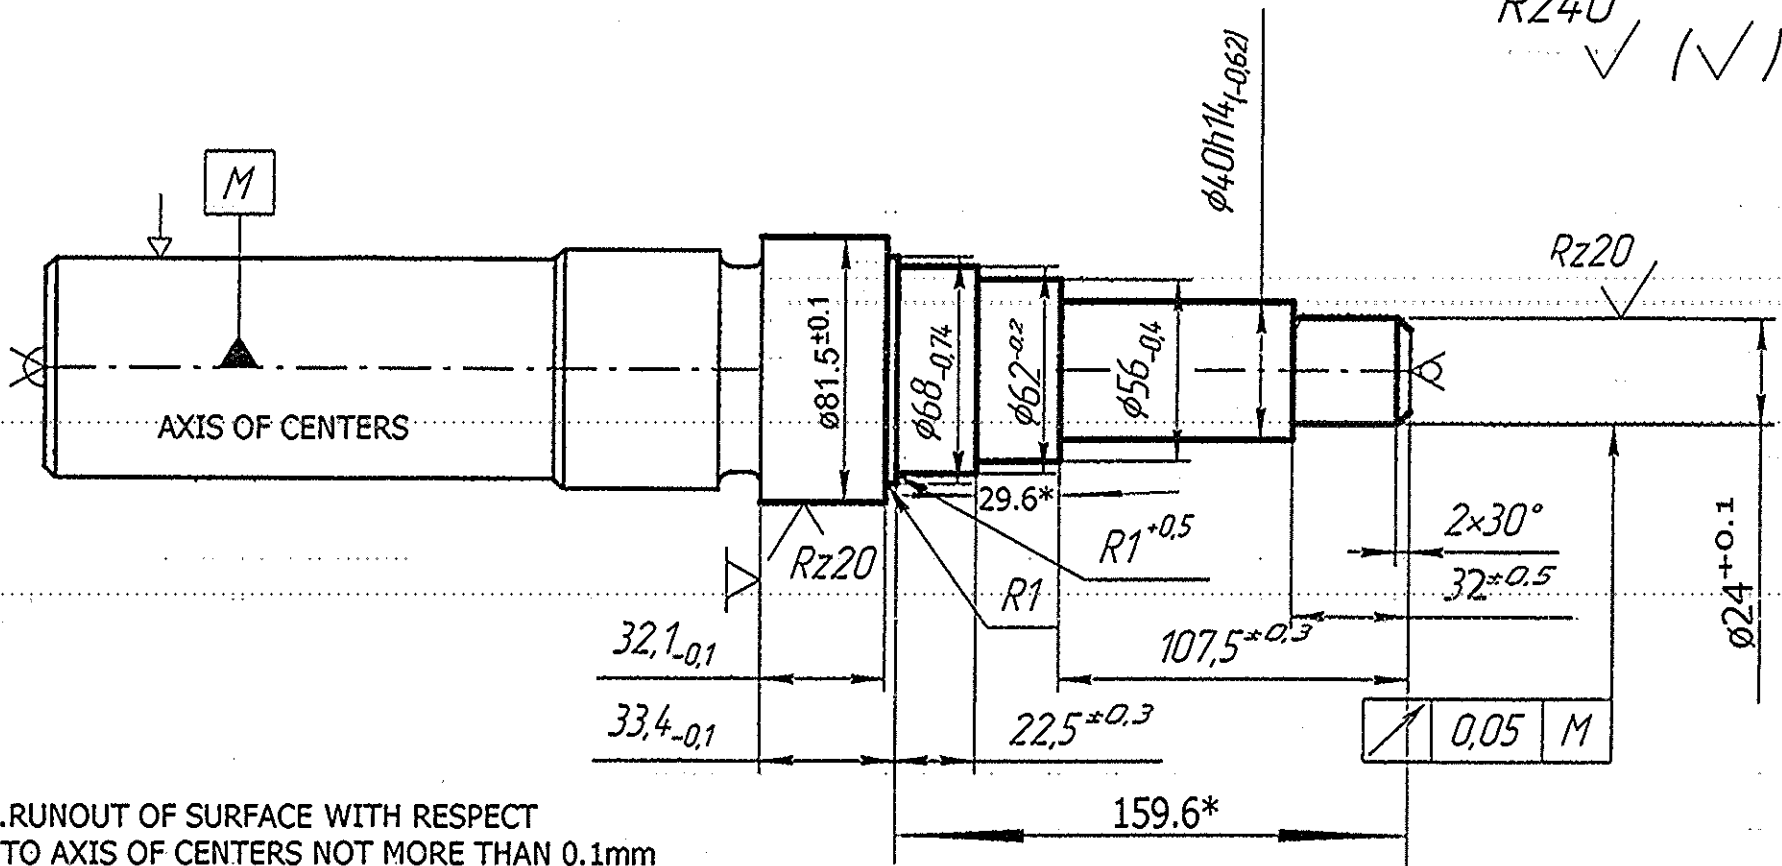 Rz40
(√)
ø40h14(-0,62)
M
Rz20
ø81.5±0.1
ø68-0,74
ø62-0.2
ø56-0,4
AXIS OF CENTERS
29.6*
2×30°
R1+0,5
Rz20
32±0.5
R1
ø24+0.1
32,1-0,1
107,5±0,3
33,4-0,1
22,5±0,3
0,05 M
159.6*
.RUNOUT OF SURFACE WITH RESPECT
TO AXIS OF CENTERS NOT MORE THAN 0.1mm